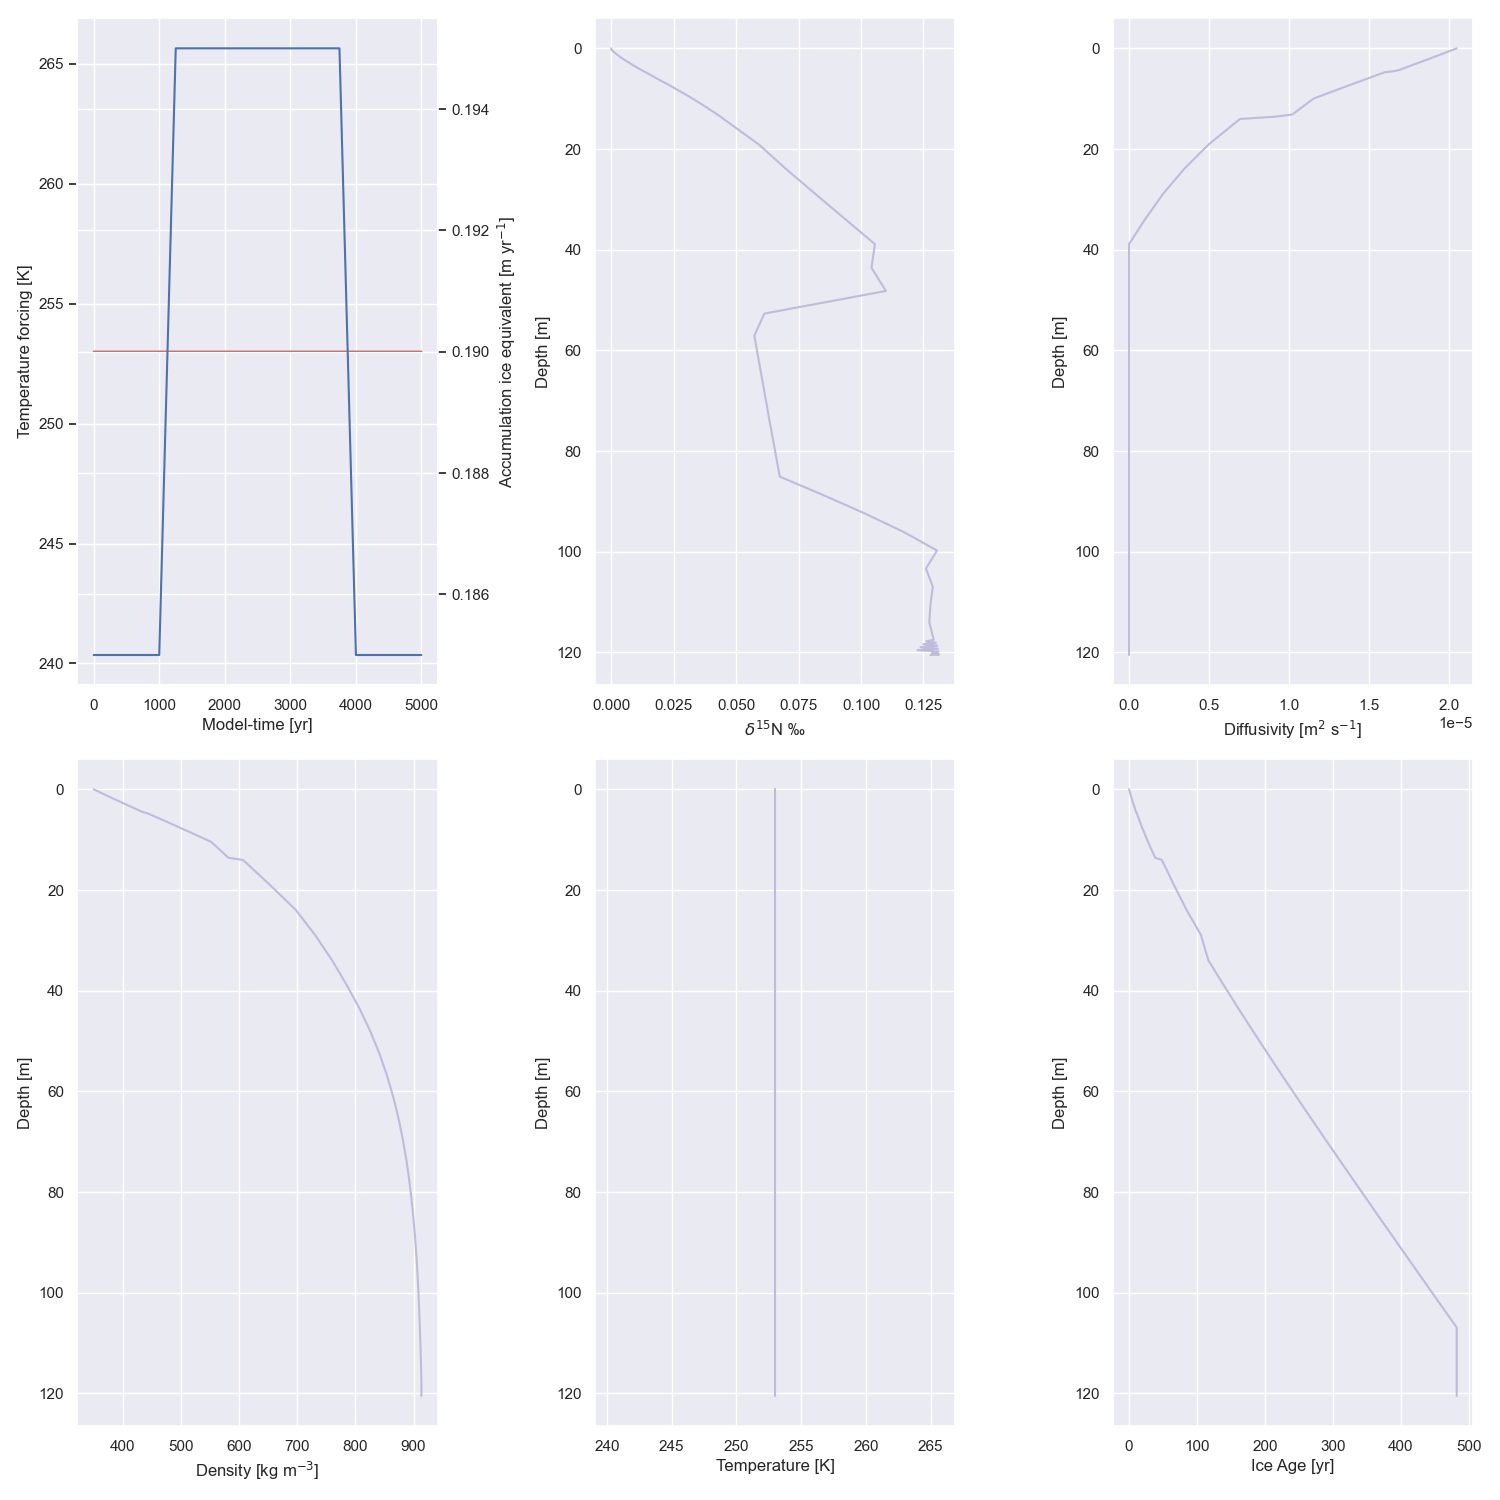 Temperature forcing [K]
265
260
255
250
245
240
0 1000 2000 3000 4000 5000
Model-time [yr]
0.194
0.192
0.190
0.188
0.186
Accumulation ice equivalent [m yr⁻¹]
Depth [m]
0
20
40
60
80
100
120
0.000 0.025 0.050 0.075 0.100 0.125
δ¹⁵N ‰
Depth [m]
0
20
40
60
80
100
120
0.0 0.5 1.0 1.5 2.0
1e−5
Diffusivity [m² s⁻¹]
Depth [m]
0
20
40
60
80
100
120
400 500 600 700 800 900
Density [kg m⁻³]
Depth [m]
0
20
40
60
80
100
120
240 245 250 255 260 265
Temperature [K]
Depth [m]
0
20
40
60
80
100
120
0 100 200 300 400 500
Ice Age [yr]